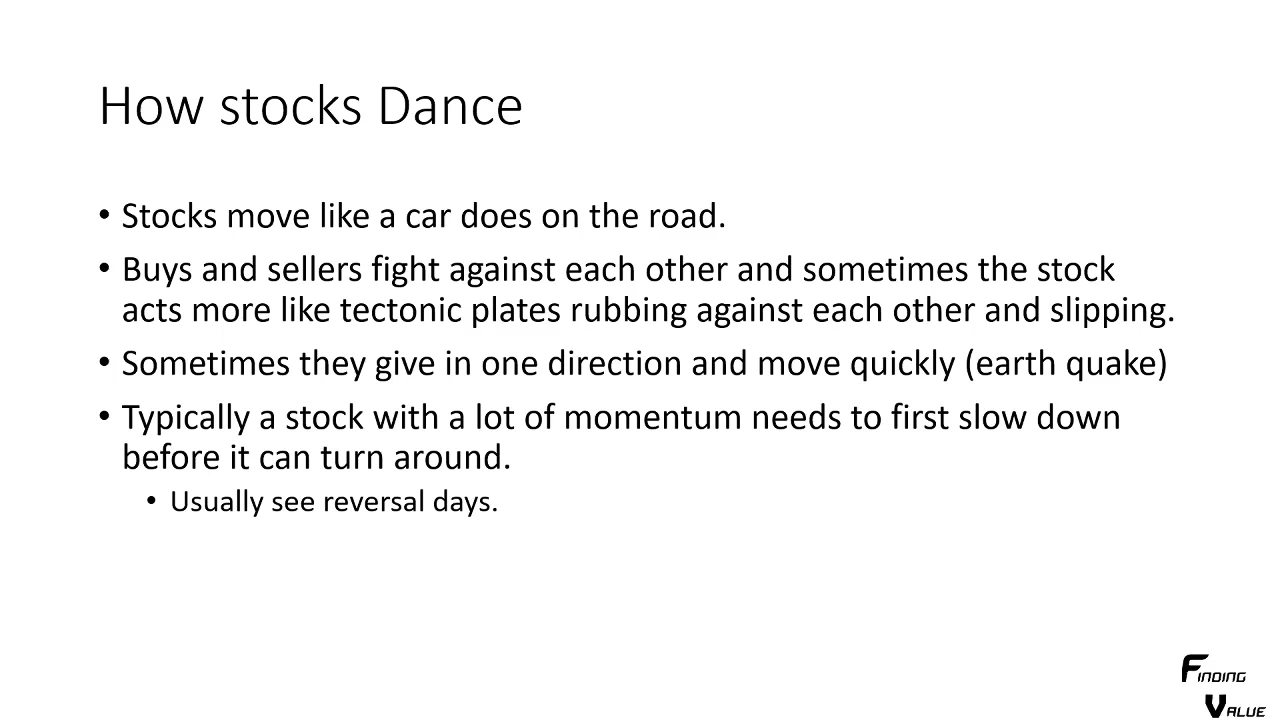 How stocks Dance
• Stocks move like a car does on the road.
• Buys and sellers fight against each other and sometimes the stock
acts more like tectonic plates rubbing against each other and slipping.
• Sometimes they give in one direction and move quickly (earth quake)
• Typically a stock with a lot of momentum needs to first slow down
before it can turn around.
• Usually see reversal days.
Finding
Value